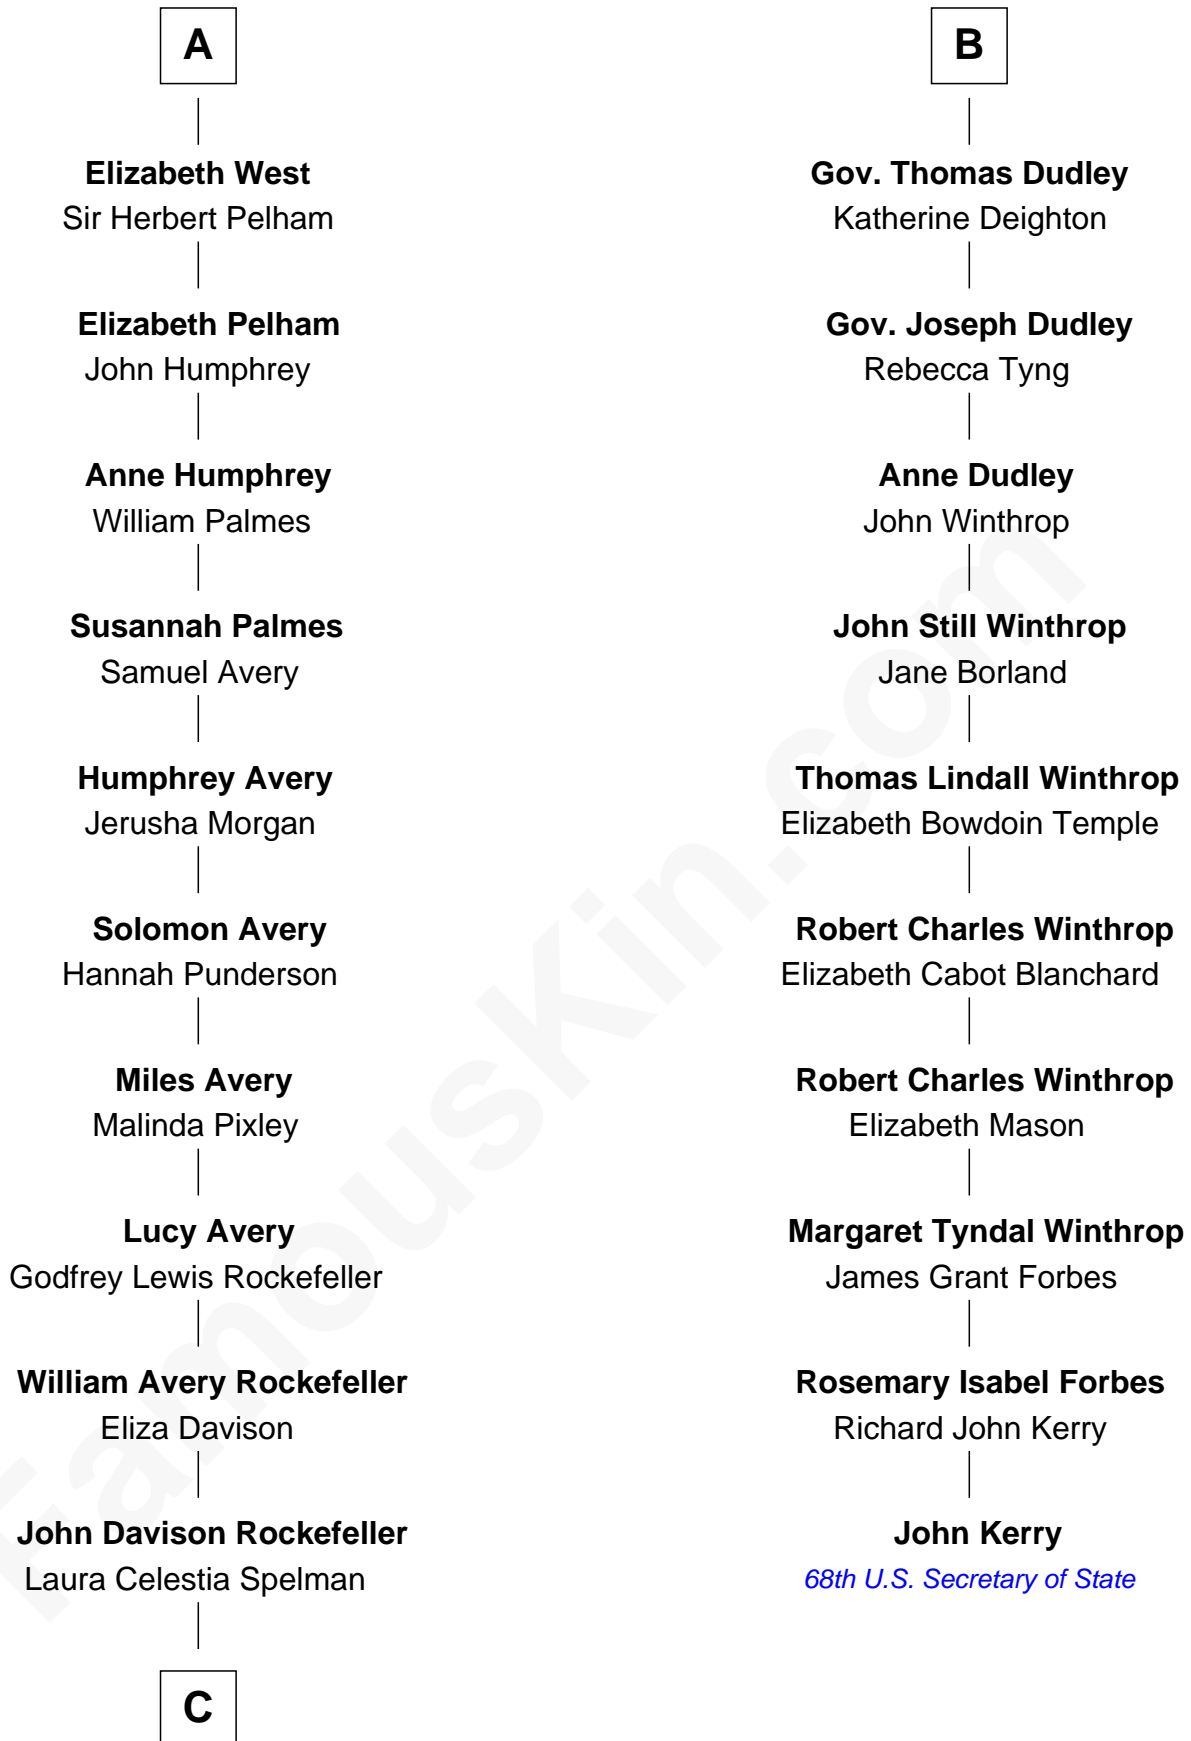 A
Elizabeth West
Sir Herbert Pelham
Elizabeth Pelham
John Humphrey
Anne Humphrey
William Palmes
Susannah Palmes
Samuel Avery
Humphrey Avery
Jerusha Morgan
Solomon Avery
Hannah Punderson
Miles Avery
Malinda Pixley
Lucy Avery
Godfrey Lewis Rockefeller
William Avery Rockefeller
Eliza Davison
John Davison Rockefeller
Laura Celestia Spelman
C
B
Gov. Thomas Dudley
Katherine Deighton
Gov. Joseph Dudley
Rebecca Tyng
Anne Dudley
John Winthrop
John Still Winthrop
Jane Borland
Thomas Lindall Winthrop
Elizabeth Bowdoin Temple
Robert Charles Winthrop
Elizabeth Cabot Blanchard
Robert Charles Winthrop
Elizabeth Mason
Margaret Tyndal Winthrop
James Grant Forbes
Rosemary Isabel Forbes
Richard John Kerry
John Kerry
68th U.S. Secretary of State
FamousKin.com